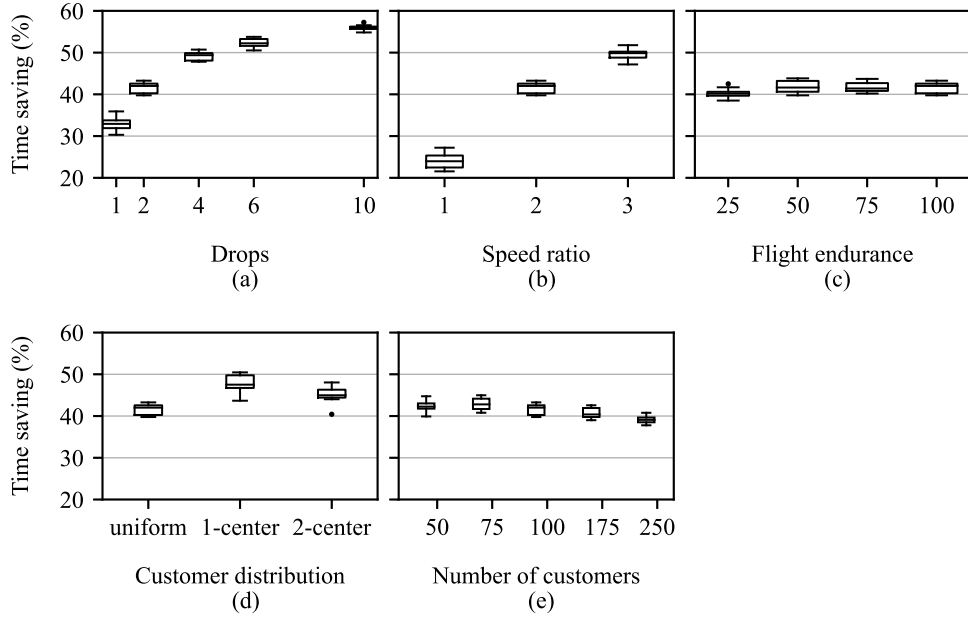 Time saving (%)
60
50
40
30
20
1 2 4 6 10
Drops
(a)
1 2 3
Speed ratio
(b)
25 50 75 100
Flight endurance
(c)
Time saving (%)
60
50
40
30
20
uniform 1-center 2-center
Customer distribution
(d)
50 75 100 175 250
Number of customers
(e)